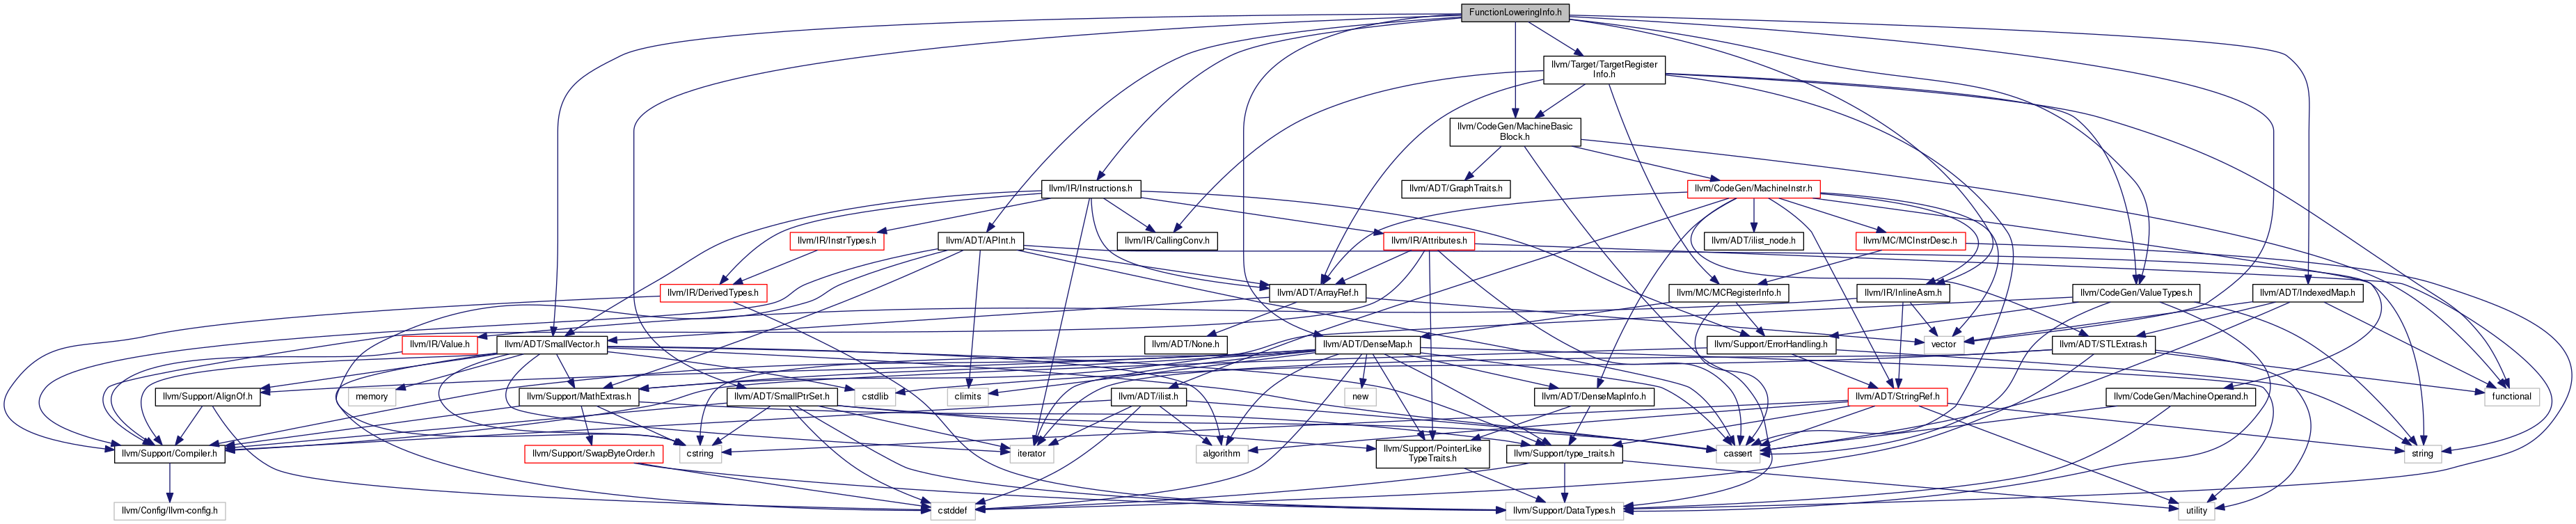 FunctionLoweringInfo.h
llvm/Target/TargetRegister
Info.h
llvm/CodeGen/MachineBasic
Block.h
llvm/IR/Instructions.h
llvm/ADT/GraphTraits.h
llvm/CodeGen/MachineInstr.h
llvm/IR/InstrTypes.h
llvm/ADT/APInt.h
llvm/IR/CallingConv.h
llvm/IR/Attributes.h
llvm/ADT/ilist_node.h
llvm/MC/MCInstrDesc.h
llvm/IR/DerivedTypes.h
llvm/ADT/ArrayRef.h
llvm/MC/MCRegisterInfo.h
llvm/IR/InlineAsm.h
llvm/CodeGen/ValueTypes.h
llvm/ADT/IndexedMap.h
llvm/IR/Value.h
llvm/ADT/SmallVector.h
llvm/ADT/None.h
llvm/ADT/DenseMap.h
llvm/Support/ErrorHandling.h
vector
llvm/ADT/STLExtras.h
llvm/Support/AlignOf.h
memory
llvm/Support/MathExtras.h
llvm/ADT/SmallPtrSet.h
cstdlib
climits
llvm/ADT/ilist.h
new
llvm/ADT/DenseMapInfo.h
llvm/ADT/StringRef.h
llvm/CodeGen/MachineOperand.h
functional
llvm/Support/Compiler.h
llvm/Support/SwapByteOrder.h
cstring
iterator
algorithm
llvm/Support/PointerLike
TypeTraits.h
llvm/Support/type_traits.h
cassert
string
llvm/Config/llvm-config.h
cstddef
llvm/Support/DataTypes.h
utility